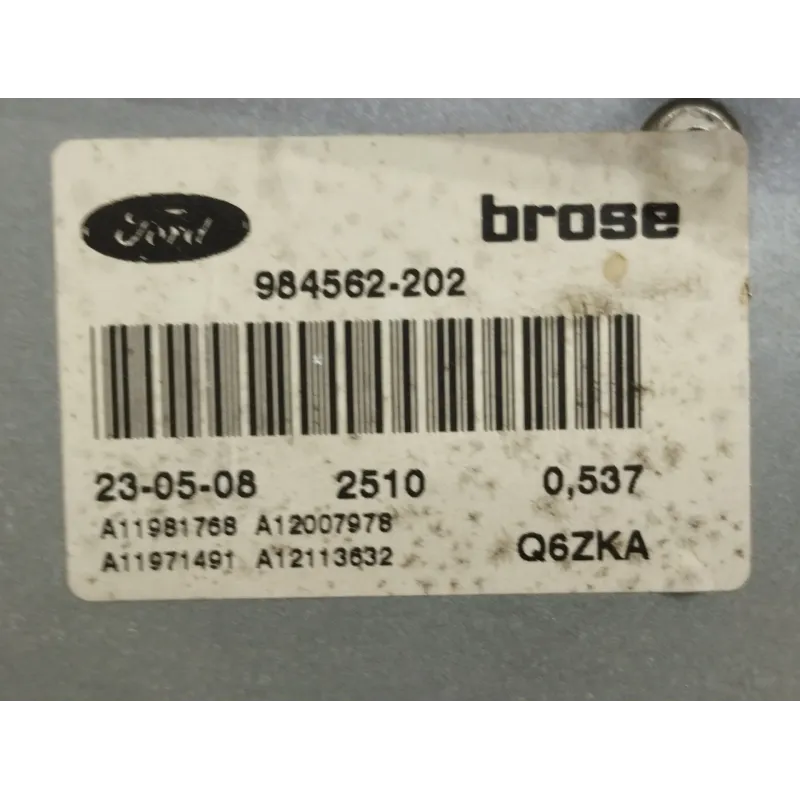 Ford brose
984562-202
23-05-08 2510 0,537
A11981768 A12007978
A11971491 A12113632 Q6ZKA